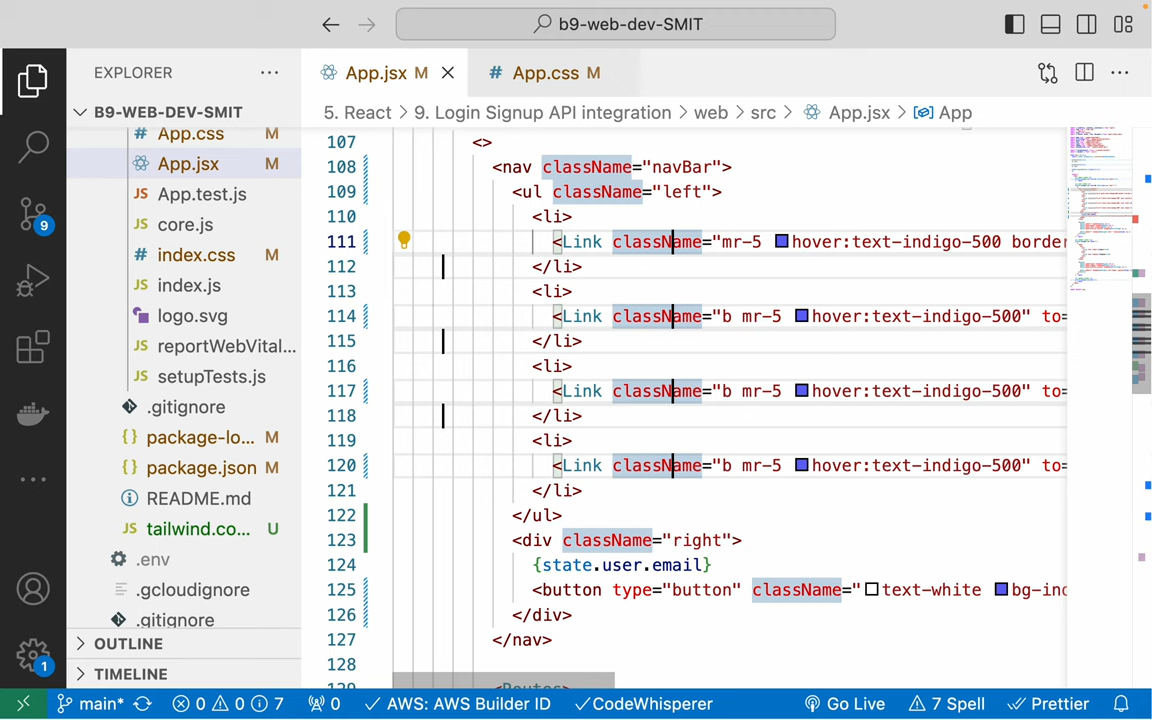 b9-web-dev-SMIT
EXPLORER
App.jsx M
App.css M
B9-WEB-DEV-SMIT
5. React > 9. Login Signup API integration > web > src > App.jsx > App
App.css M
App.jsx M
App.test.js
core.js
index.css M
index.js
logo.svg
reportWebVital...
setupTests.js
.gitignore
package-lo... M
package.json M
README.md
tailwind.co... U
.env
.gcloudignore
.gitignore
OUTLINE
TIMELINE
107 <>
108 <nav className="navBar">
109 <ul className="left">
110 <li>
111 <Link className="mr-5 hover:text-indigo-500 border
112 </li>
113 <li>
114 <Link className="b mr-5 hover:text-indigo-500" to=
115 </li>
116 <li>
117 <Link className="b mr-5 hover:text-indigo-500" to=
118 </li>
119 <li>
120 <Link className="b mr-5 hover:text-indigo-500" to=
121 </li>
122 </ul>
123 <div className="right">
124 {state.user.email}
125 <button type="button" className="text-white bg-ind
126 </div>
127 </nav>
128
129 <Routes>
9
1
main* 0 0 7 0 AWS: AWS Builder ID CodeWhisperer Go Live 7 Spell Prettier